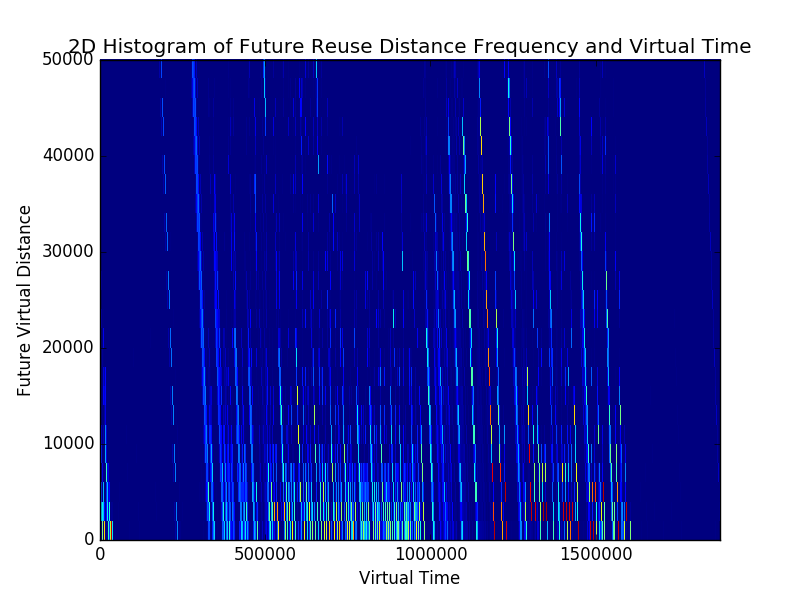 2D Histogram of Future Reuse Distance Frequency and Virtual Time
50000
40000
30000
20000
10000
0
Future Virtual Distance
0 500000 1000000 1500000
Virtual Time